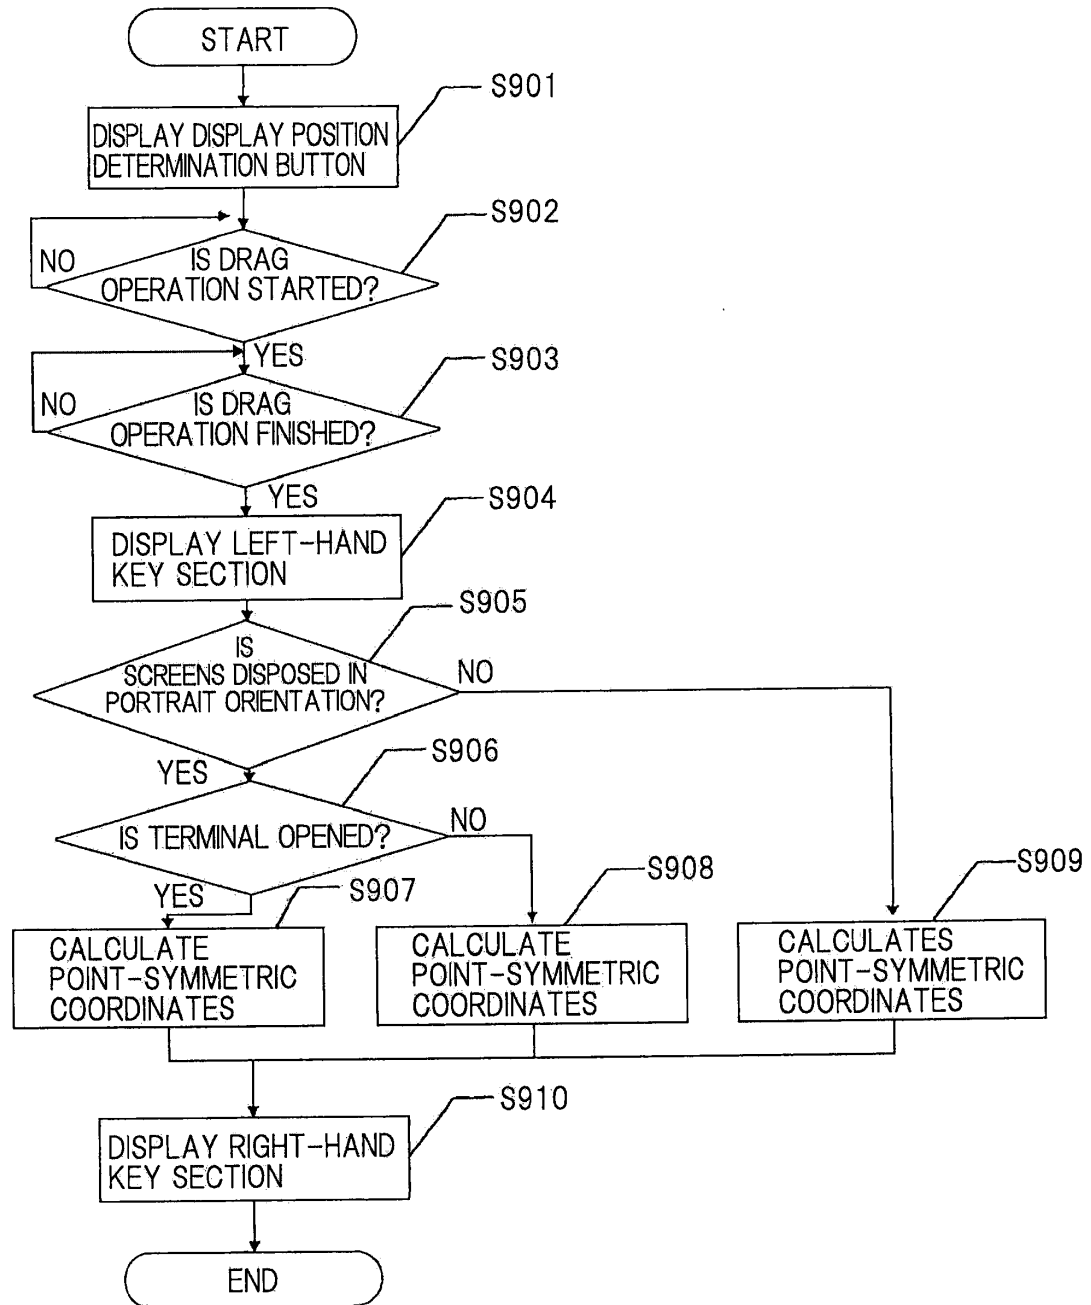 START
S901
DISPLAY DISPLAY POSITION
DETERMINATION BUTTON
S902
NO
IS DRAG
OPERATION STARTED?
YES
S903
NO
IS DRAG
OPERATION FINISHED?
YES
S904
DISPLAY LEFT-HAND
KEY SECTION
S905
IS
SCREENS DISPOSED IN
PORTRAIT ORIENTATION?
NO
YES
S906
IS TERMINAL OPENED?
NO
YES
S907
S908
S909
CALCULATE
POINT-SYMMETRIC
COORDINATES
CALCULATE
POINT-SYMMETRIC
COORDINATES
CALCULATES
POINT-SYMMETRIC
COORDINATES
S910
DISPLAY RIGHT-HAND
KEY SECTION
END